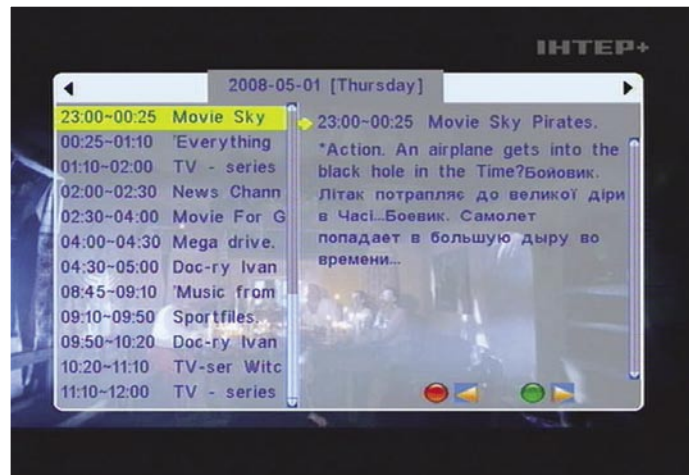 ІНТЕР+
2008-05-01 [Thursday]
23:00~00:25 Movie Sky
00:25~01:10 'Everything
01:10~02:00 TV - series
02:00~02:30 News Chann
02:30~04:00 Movie For G
04:00~04:30 Mega drive.
04:30~05:00 Doc-ry Ivan
08:45~09:10 'Music from
09:10~09:50 Sportfiles.
09:50~10:20 Doc-ry Ivan
10:20~11:10 TV-ser Witc
11:10~12:00 TV - series
23:00~00:25 Movie Sky Pirates.
*Action. An airplane gets into the
black hole in the Time?Бойовик.
Літак потрапляє до великої діри
в Часі...Боевик. Самолет
попадает в большую дыру во
времени...